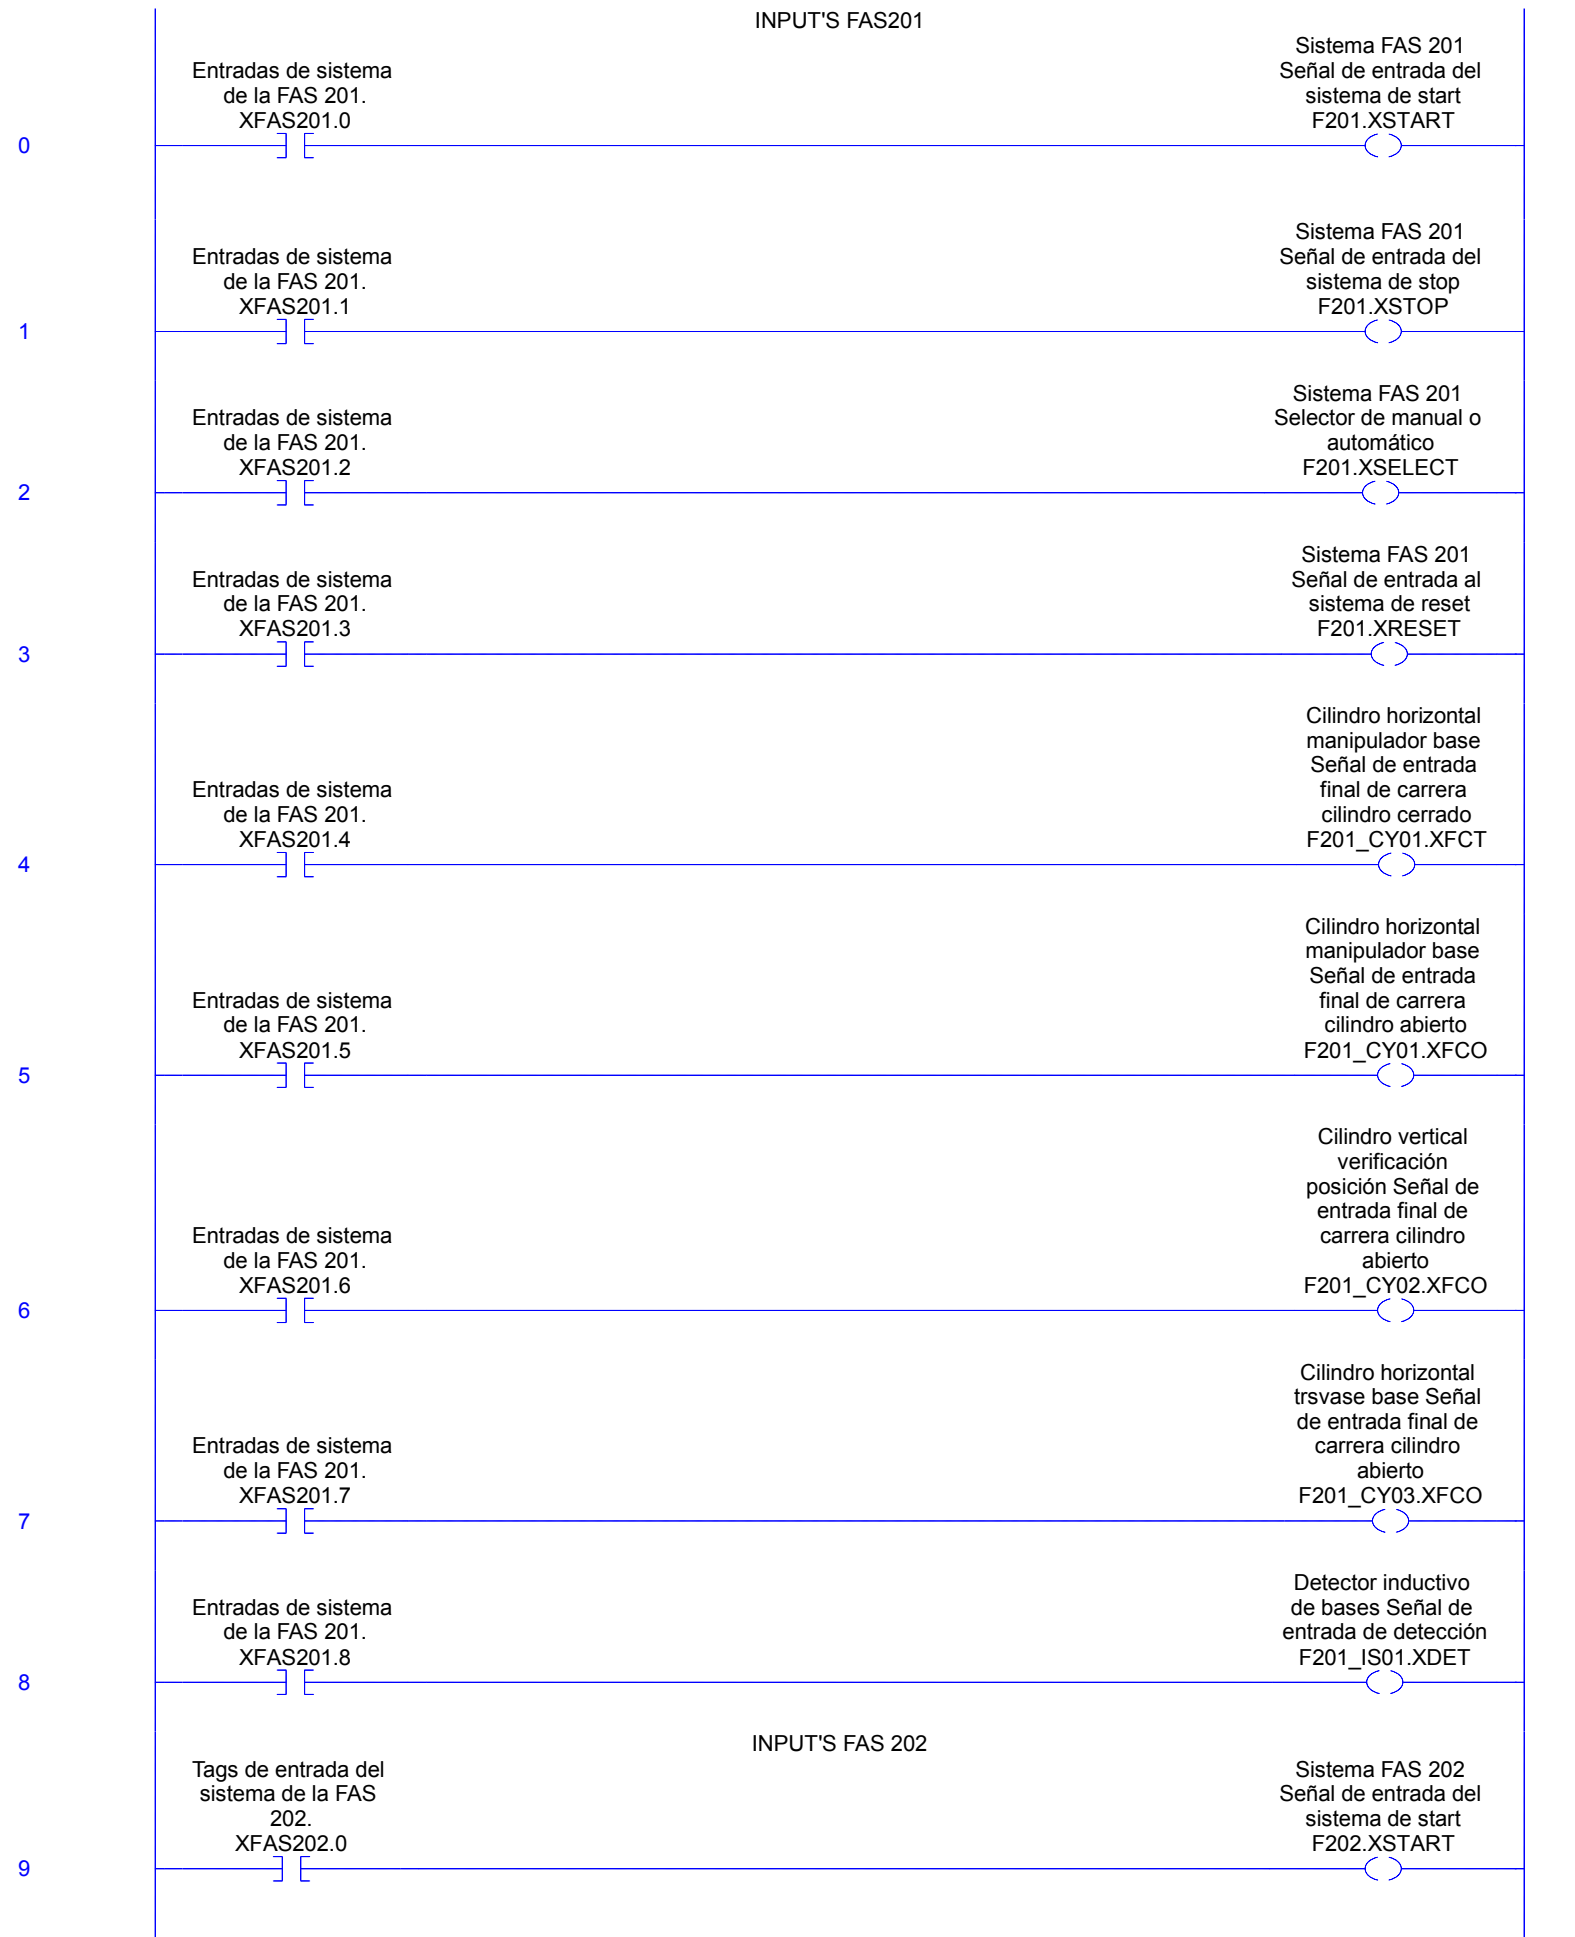 INPUT'S FAS201
Entradas de sistema
de la FAS 201.
XFAS201.0
Sistema FAS 201
Señal de entrada del
sistema de start
F201.XSTART
0
Entradas de sistema
de la FAS 201.
XFAS201.1
Sistema FAS 201
Señal de entrada del
sistema de stop
F201.XSTOP
1
Entradas de sistema
de la FAS 201.
XFAS201.2
Sistema FAS 201
Selector de manual o
automático
F201.XSELECT
2
Entradas de sistema
de la FAS 201.
XFAS201.3
Sistema FAS 201
Señal de entrada al
sistema de reset
F201.XRESET
3
Entradas de sistema
de la FAS 201.
XFAS201.4
Cilindro horizontal
manipulador base
Señal de entrada
final de carrera
cilindro cerrado
F201_CY01.XFCT
4
Entradas de sistema
de la FAS 201.
XFAS201.5
Cilindro horizontal
manipulador base
Señal de entrada
final de carrera
cilindro abierto
F201_CY01.XFCO
5
Entradas de sistema
de la FAS 201.
XFAS201.6
Cilindro vertical
verificación
posición Señal de
entrada final de
carrera cilindro
abierto
F201_CY02.XFCO
6
Entradas de sistema
de la FAS 201.
XFAS201.7
Cilindro horizontal
trsvase base Señal
de entrada final de
carrera cilindro
abierto
F201_CY03.XFCO
7
Entradas de sistema
de la FAS 201.
XFAS201.8
Detector inductivo
de bases Señal de
entrada de detección
F201_IS01.XDET
8
INPUT'S FAS 202
Tags de entrada del
sistema de la FAS
202.
XFAS202.0
Sistema FAS 202
Señal de entrada del
sistema de start
F202.XSTART
9